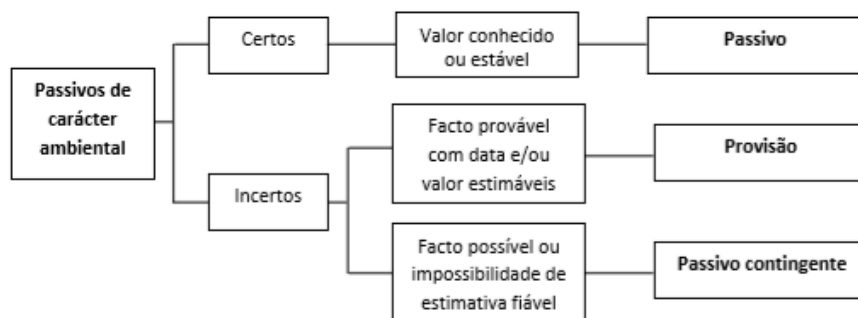 Passivos de
carácter
ambiental
Certos
Valor conhecido
ou estável
Passivo
Incertos
Facto provável
com data e/ou
valor estimáveis
Provisão
Facto possível ou
impossibilidade de
estimativa fiável
Passivo contingente